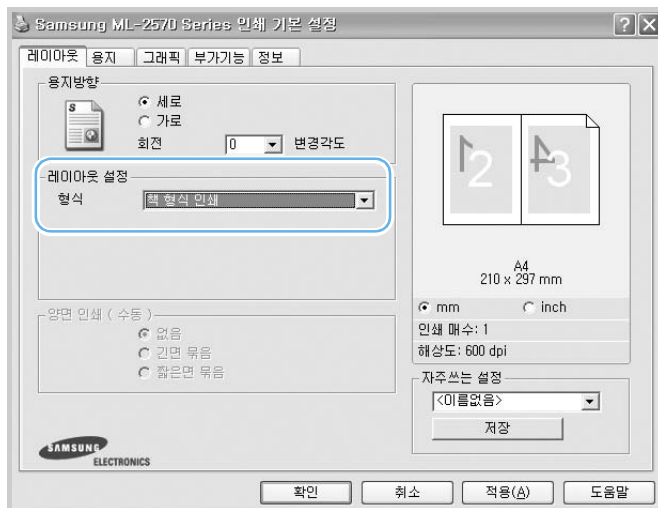 Samsung ML-2570 Series 인쇄 기본 설정
레이아웃 용지 그래픽 부가기능 정보
용지방향
S
세로
가로
회전 0 변경각도
레이아웃 설정
형식 책 형식 인쇄
양면 인쇄 ( 수동 )
없음
긴면 묶음
짧은면 묶음
1 2 4 3
A4
210 x 297 mm
mm inch
인쇄 매수: 1
해상도: 600 dpi
자주쓰는 설정
<이름없음>
저장
SAMSUNG
ELECTRONICS
확인 취소 적용(A) 도움말